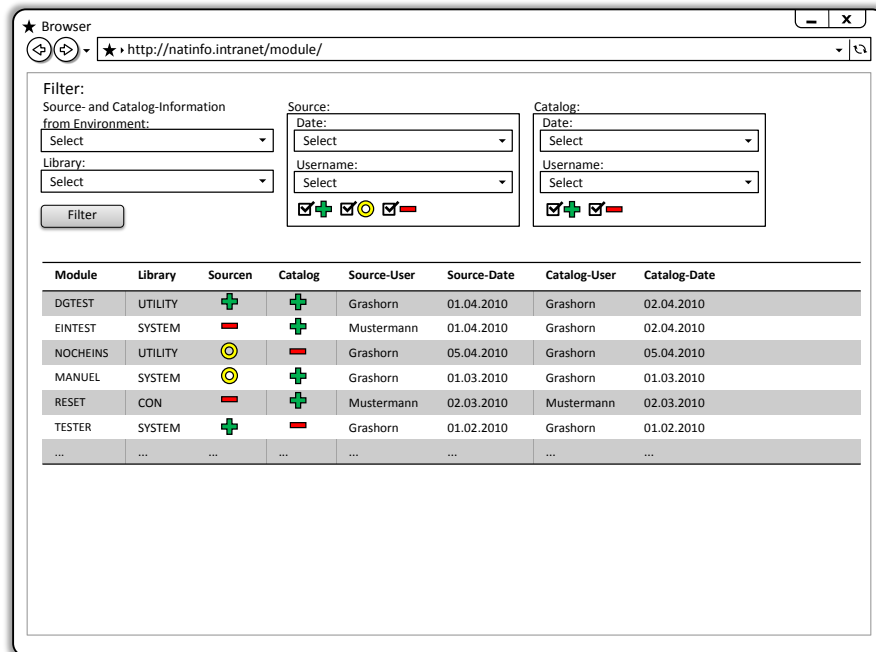 Browser
X
http://natinfo.intranet/module/
Filter:
Source- and Catalog-Information
from Environment:
Select
Library:
Select
Filter
Source:
Date:
Select
Username:
Select
Catalog:
Date:
Select
Username:
Select
Module Library Sourcen Catalog Source-User Source-Date Catalog-User Catalog-Date
DGTEST UTILITY Grashorn 01.04.2010 Grashorn 02.04.2010
EINTEST SYSTEM Mustermann 01.04.2010 Grashorn 02.04.2010
NOCHEINS UTILITY Grashorn 05.04.2010 Grashorn 05.04.2010
MANUEL SYSTEM Grashorn 01.03.2010 Grashorn 01.03.2010
RESET CON Mustermann 02.03.2010 Mustermann 02.03.2010
TESTER SYSTEM Grashorn 01.02.2010 Grashorn 01.02.2010
... ... ... ... ... ... ... ...